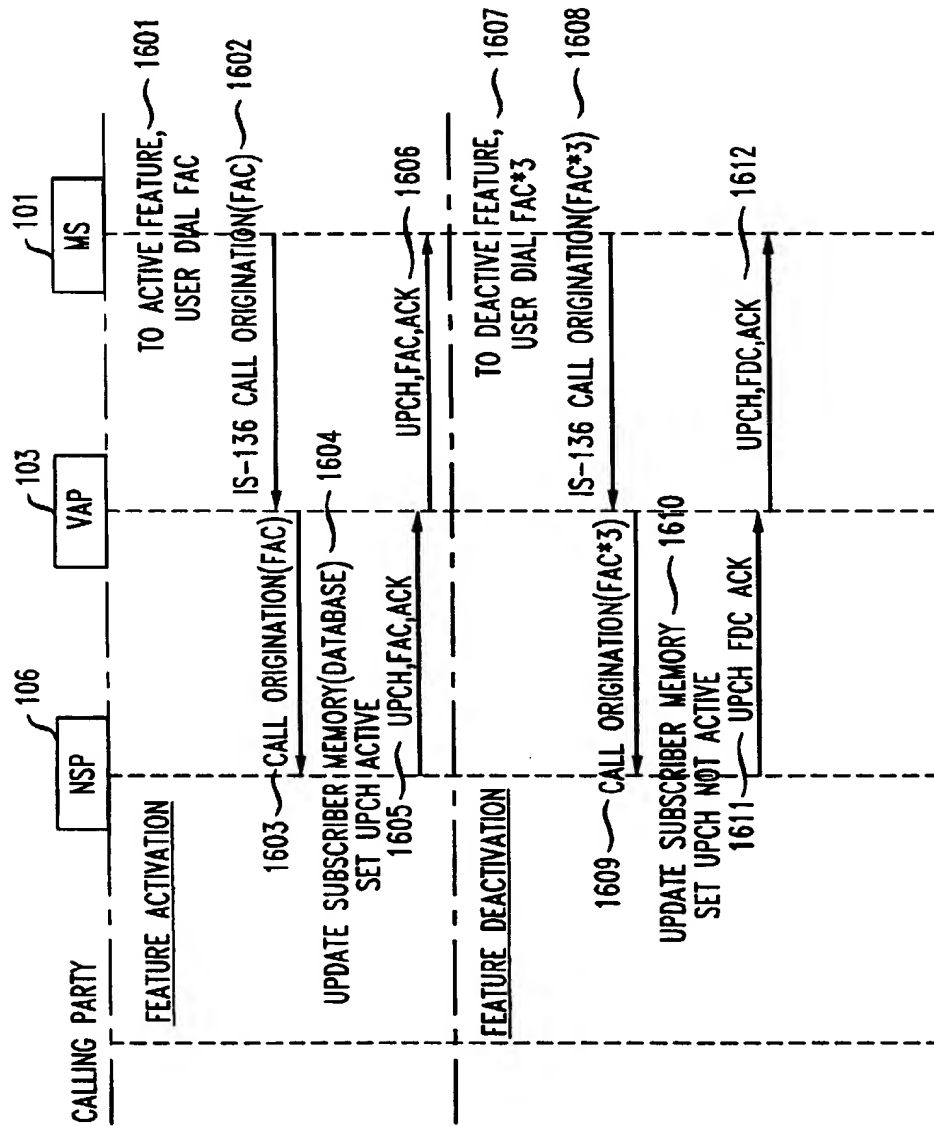 CALLING PARTY
106
NSP
103
VAP
101
MS
FEATURE ACTIVATION
TO ACTIVE FEATURE, 1601
USER DIAL FAC
IS-136 CALL ORIGINATION(FAC) 1602
1603 CALL ORIGINATION(FAC)
UPDATE SUBSCRIBER MEMORY(DATABASE) 1604
SET UPCH ACTIVE
1605 UPCH,FAC,ACK
UPCH,FAC,ACK 1606
FEATURE DEACTIVATION
TO DEACTIVE FEATURE, 1607
USER DIAL FAC*3
IS-136 CALL ORIGINATION(FAC*3) 1608
1609 CALL ORIGINATION(FAC*3)
UPDATE SUBSCRIBER MEMORY 1610
SET UPCH NOT ACTIVE
1611 UPCH FDC ACK
UPCH,FDC,ACK 1612